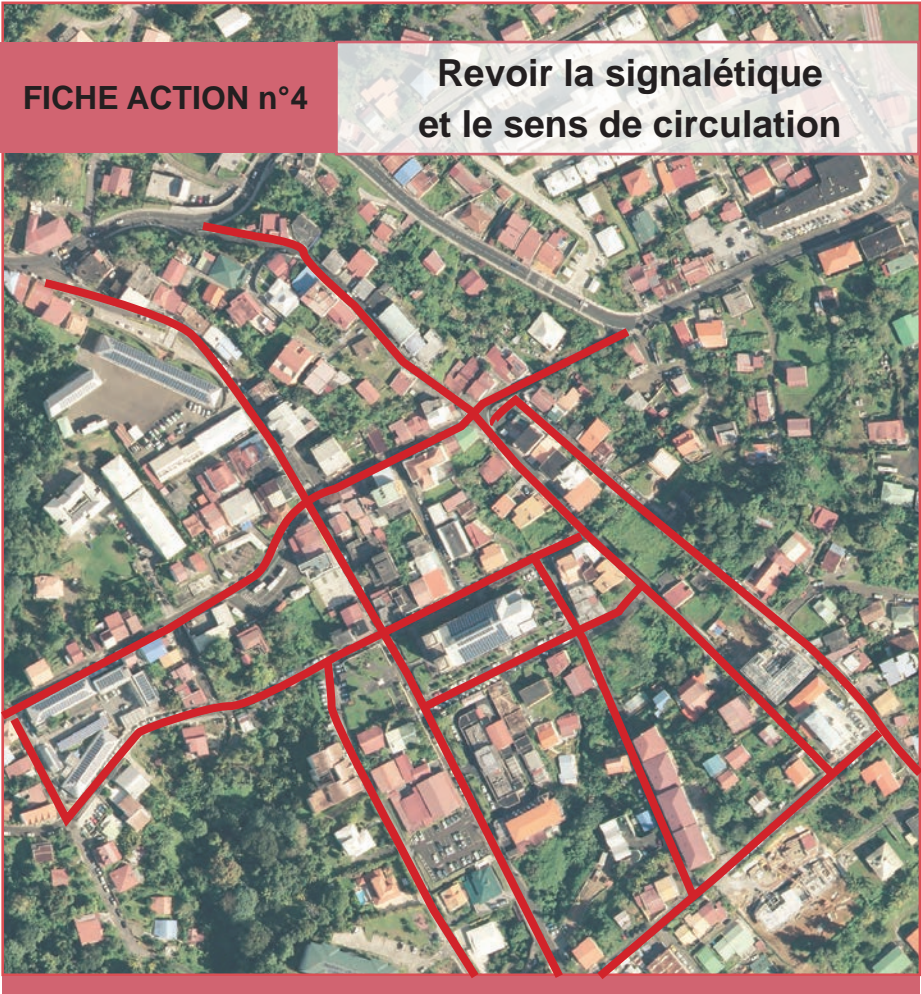 FICHE ACTION n°4
Revoir la signalétique
et le sens de circulation